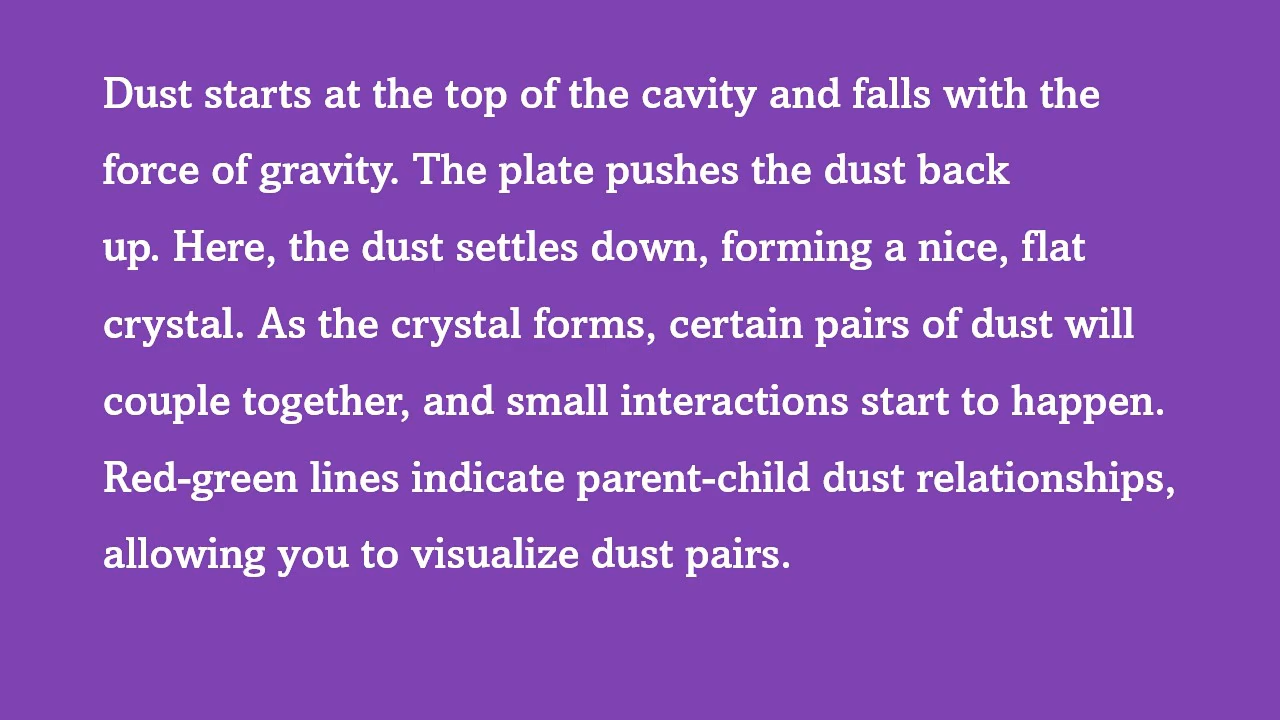 Dust starts at the top of the cavity and falls with the
force of gravity. The plate pushes the dust back
up. Here, the dust settles down, forming a nice, flat
crystal. As the crystal forms, certain pairs of dust will
couple together, and small interactions start to happen.
Red-green lines indicate parent-child dust relationships,
allowing you to visualize dust pairs.